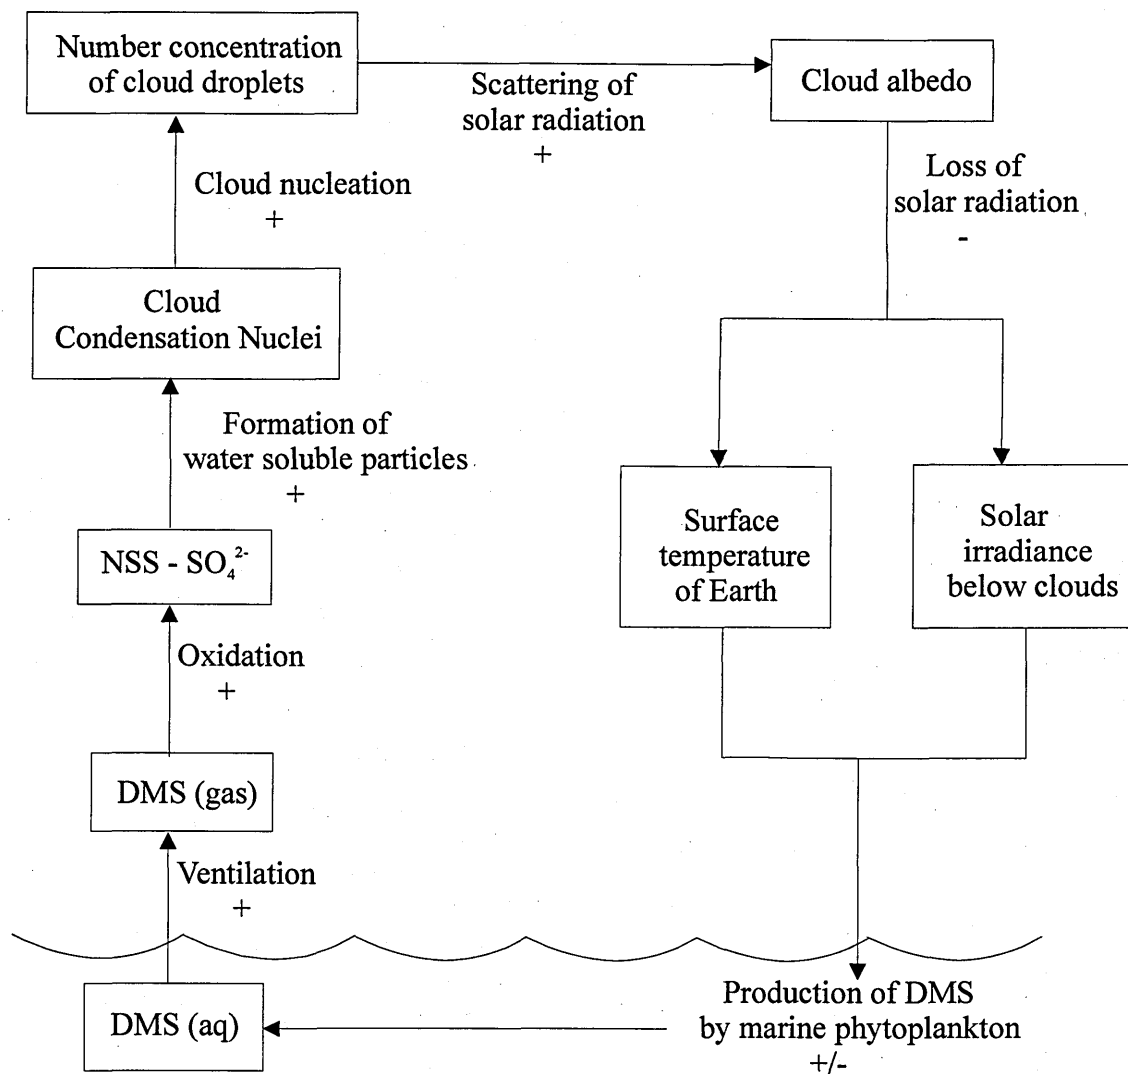 Number concentration
of cloud droplets
Scattering of
solar radiation
+
Cloud albedo
Loss of
solar radiation
-
Cloud nucleation
+
Cloud
Condensation Nuclei
Formation of
water soluble particles
+
Surface
temperature
of Earth
Solar
irradiance
below clouds
NSS - SO₄²⁻
Oxidation
+
DMS (gas)
Ventilation
+
DMS (aq)
Production of DMS
by marine phytoplankton
+/-